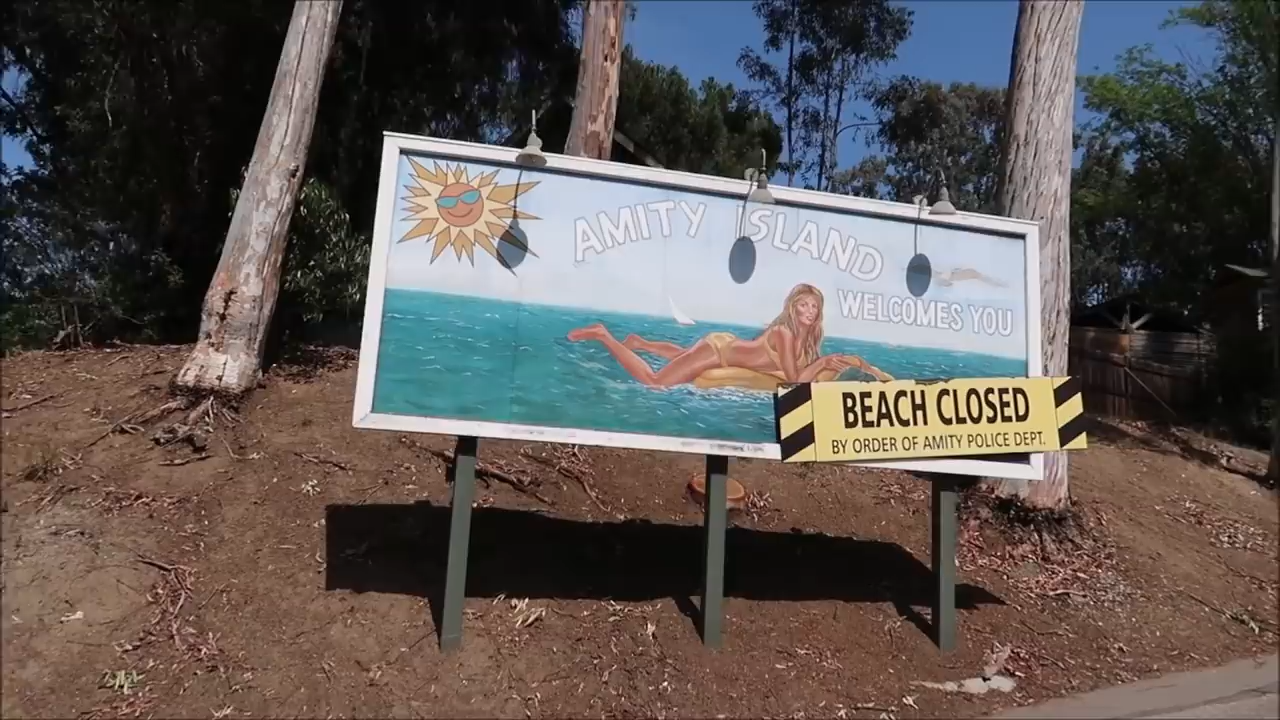 AMITY ISLAND
WELCOMES YOU
BEACH CLOSED
BY ORDER OF AMITY POLICE DEPT.